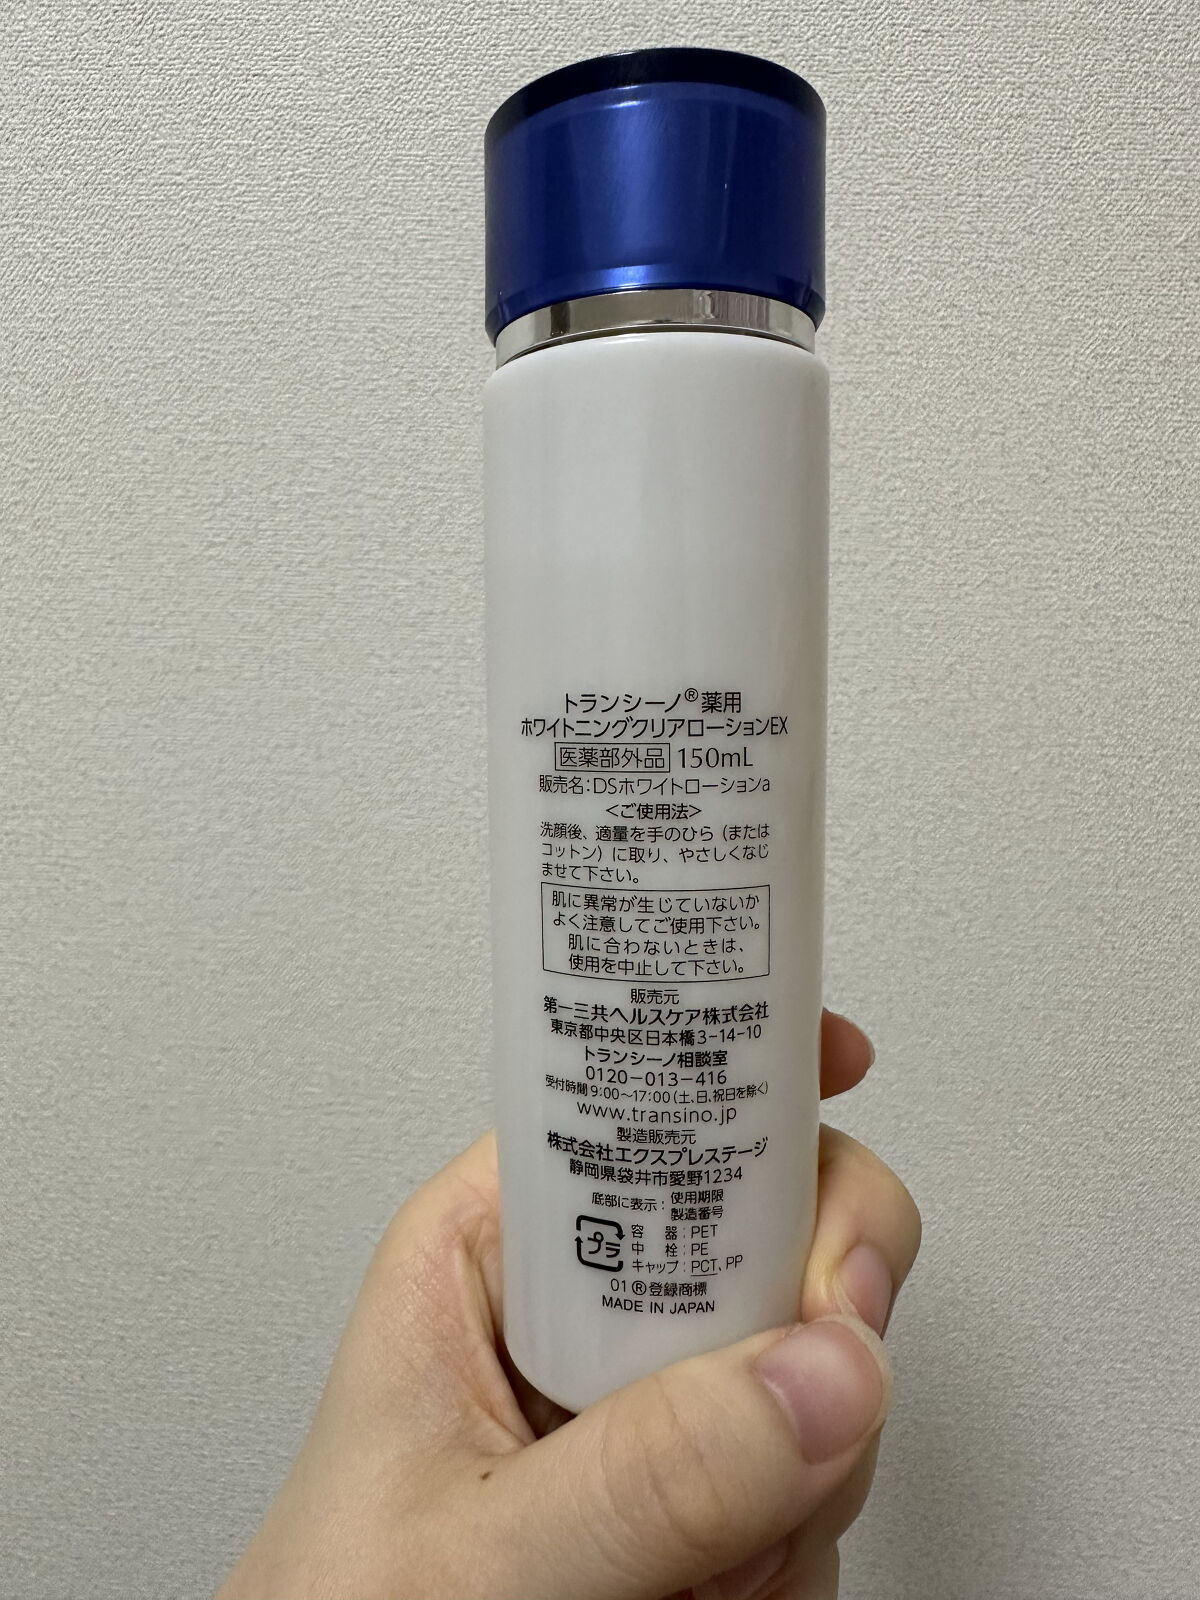 トランシーノ®薬用
ホワイトニングクリアローションEX
医薬部外品 150mL
販売名:DSホワイトローションa
<ご使用法>
洗顔後、適量を手のひら（または
コットン）に取り、やさしくなじ
ませて下さい。
肌に異常が生じていないか
よく注意してご使用下さい。
肌に合わないときは、
使用を中止して下さい。
販売元
第一三共ヘルスケア株式会社
東京都中央区日本橋3-14-10
トランシーノ相談室
0120-013-416
受付時間9:00〜17:00(土、日、祝日を除く)
www.transino.jp
製造販売元
株式会社エクスプレステージ
静岡県袋井市愛野1234
底部に表示:使用期限
製造番号
プラ
容器:PET
中栓:PE
キャップ:PCT、PP
01®登録商標
MADE IN JAPAN